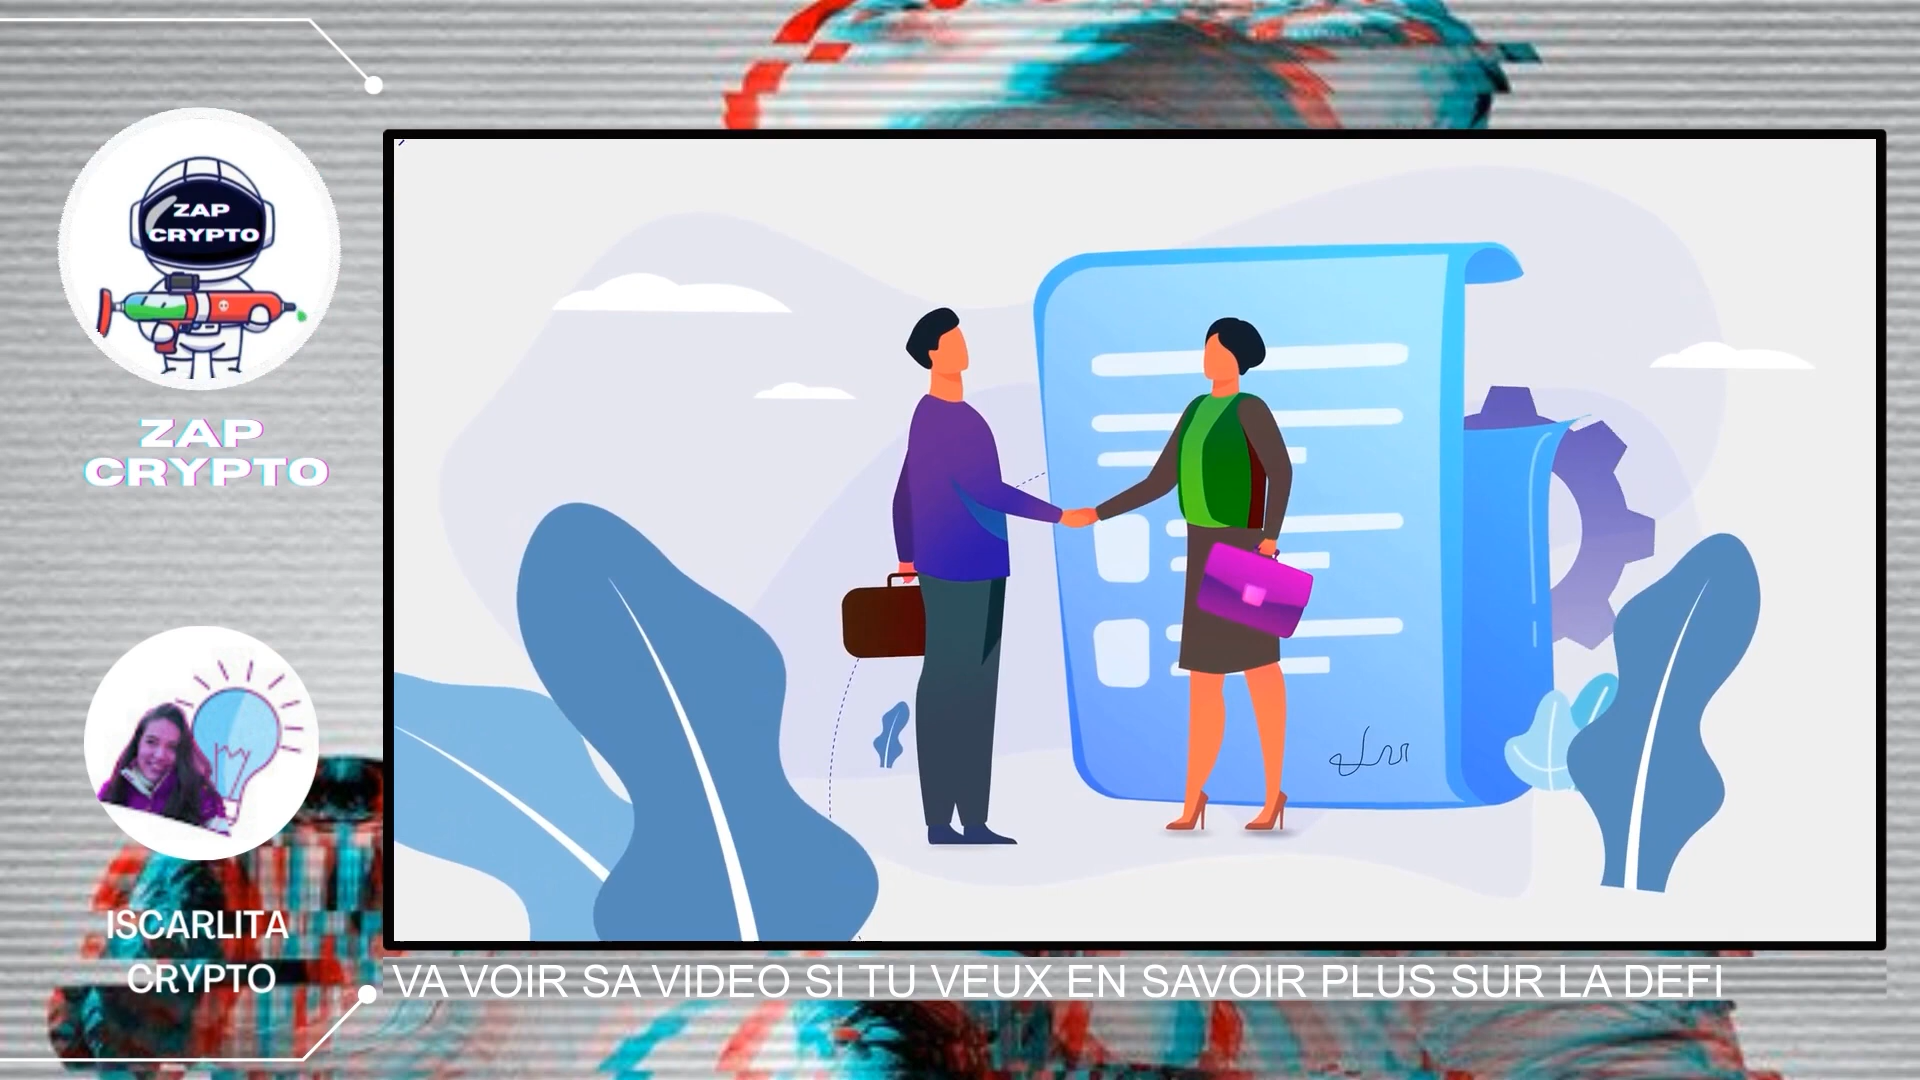 ZAP
CRYPTO
ZAP
CRYPTO
ISCARLITA
CRYPTO
VA VOIR SA VIDEO SI TU VEUX EN SAVOIR PLUS SUR LA DEFI